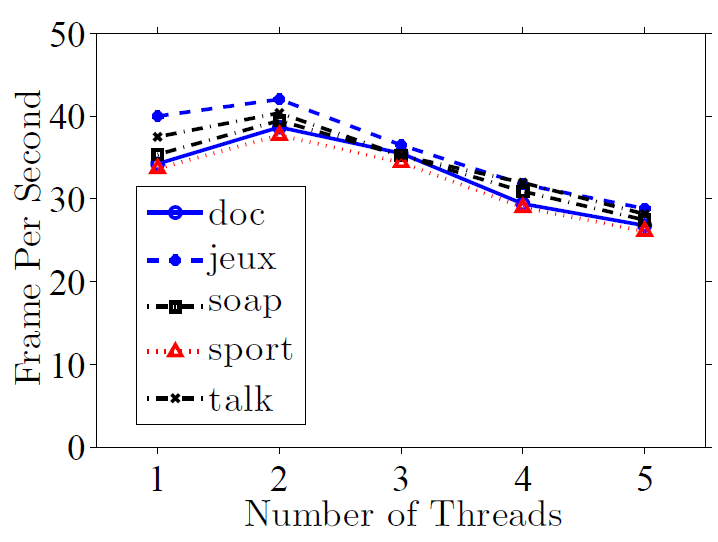 50
40
30
20
10
0
Frame Per Second
doc
jeux
soap
sport
talk
1 2 3 4 5
Number of Threads